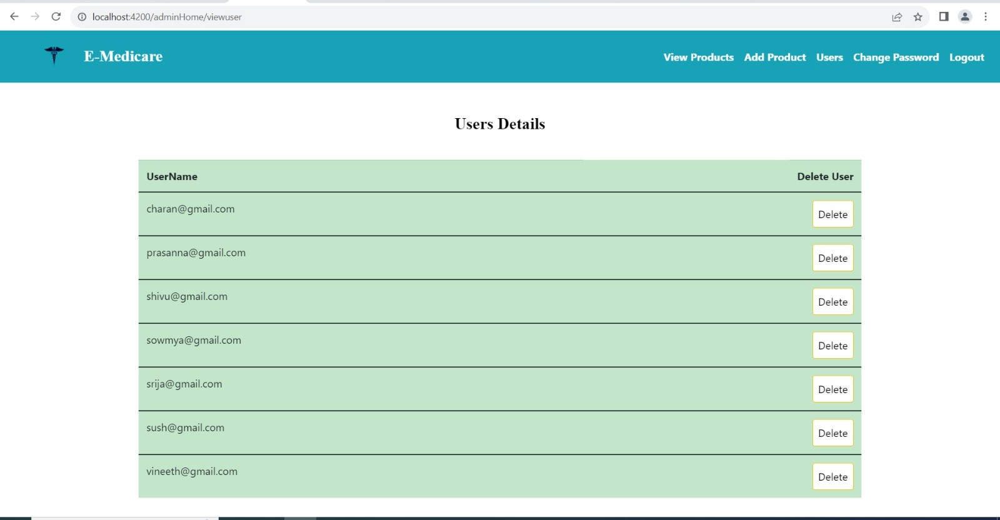 localhost:4200/adminHome/viewuser
E-Medicare View Products Add Product Users Change Password Logout
Users Details
UserName Delete User
charan@gmail.com Delete
prasanna@gmail.com Delete
shivu@gmail.com Delete
sowmya@gmail.com Delete
srija@gmail.com Delete
sush@gmail.com Delete
vineeth@gmail.com Delete